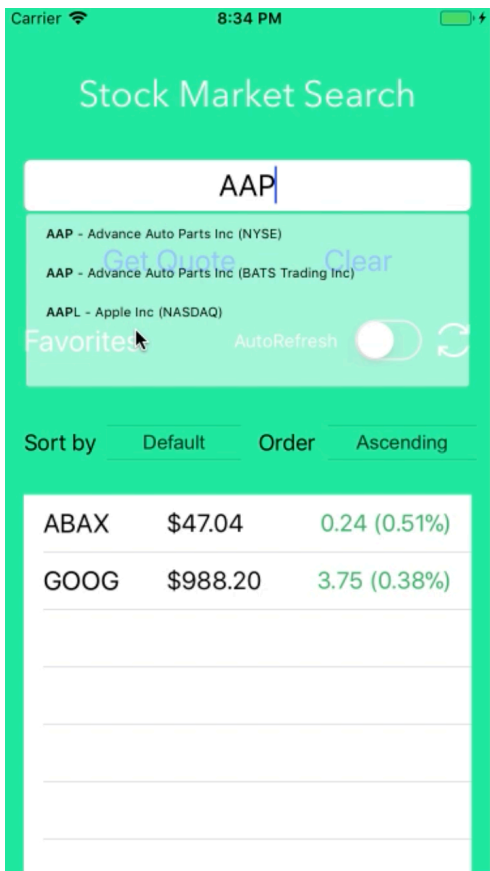 Carrier 8:34 PM
Stock Market Search
AAP
AAP - Advance Auto Parts Inc (NYSE)
Get Quote Clear
AAP - Advance Auto Parts Inc (BATS Trading Inc)
AAPL - Apple Inc (NASDAQ)
Favorites AutoRefresh
Sort by Default Order Ascending
ABAX $47.04 0.24 (0.51%)
GOOG $988.20 3.75 (0.38%)